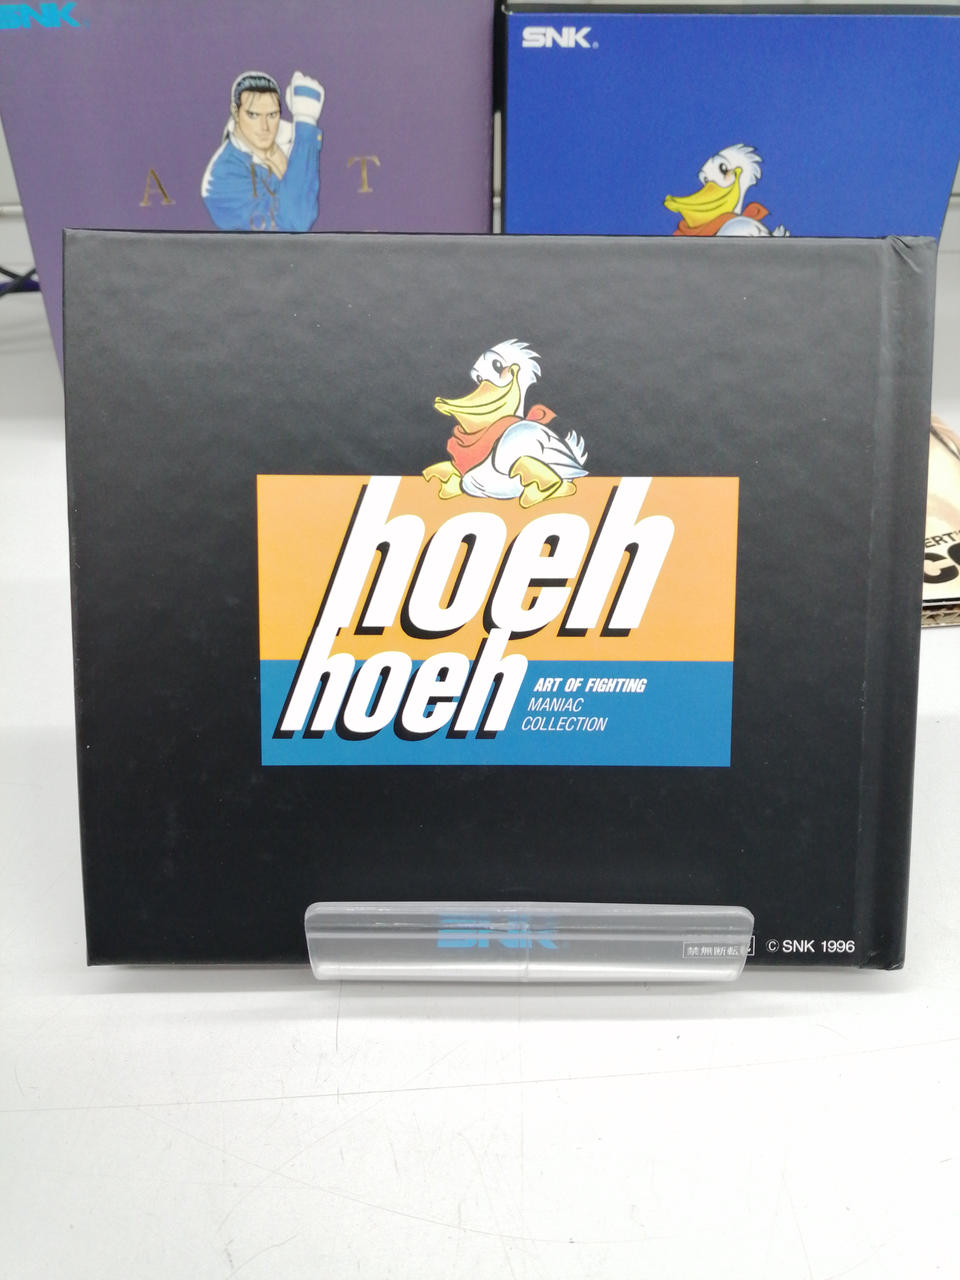 SNK
SNK
A R T
hoeh
hoeh
ART OF FIGHTING
MANIAC
COLLECTION
SNK
禁無断転載
© SNK 1996